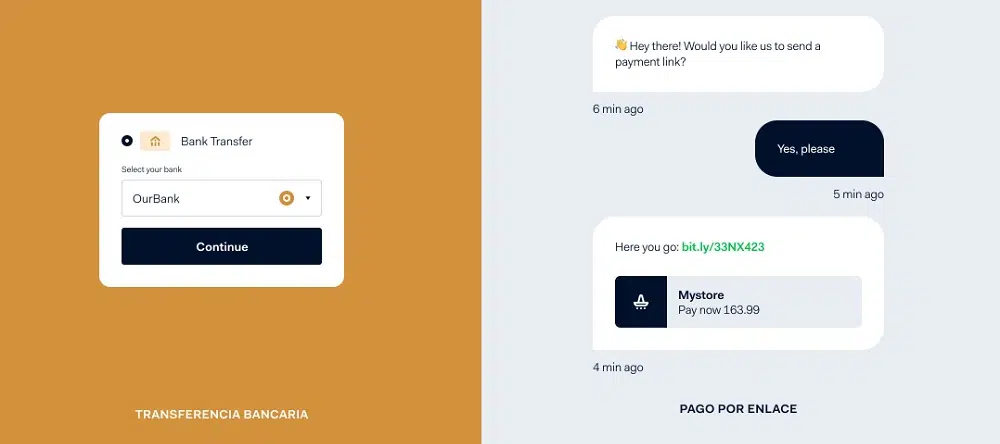 Bank Transfer
Select your bank
OurBank
Continue
TRANSFERENCIA BANCARIA
👋 Hey there! Would you like us to send a
payment link?
6 min ago
Yes, please
5 min ago
Here you go: bit.ly/33NX423
Mystore
Pay now 163.99
4 min ago
PAGO POR ENLACE